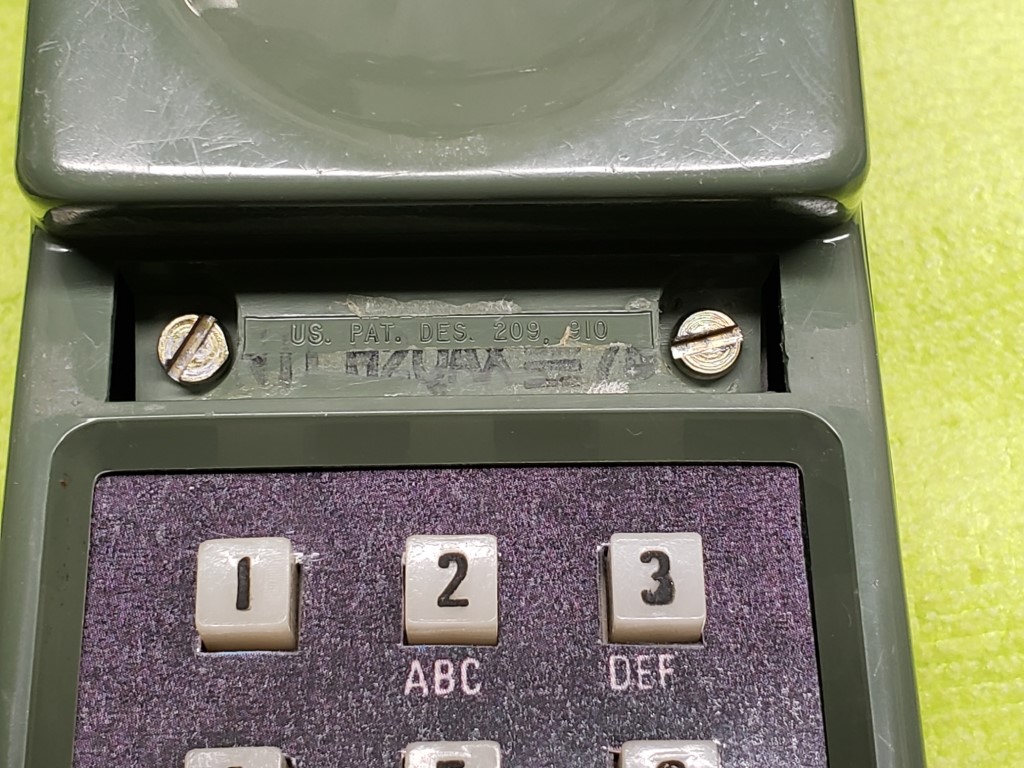 US. PAT. DES. 209, 910
1 2 3
ABC DEF